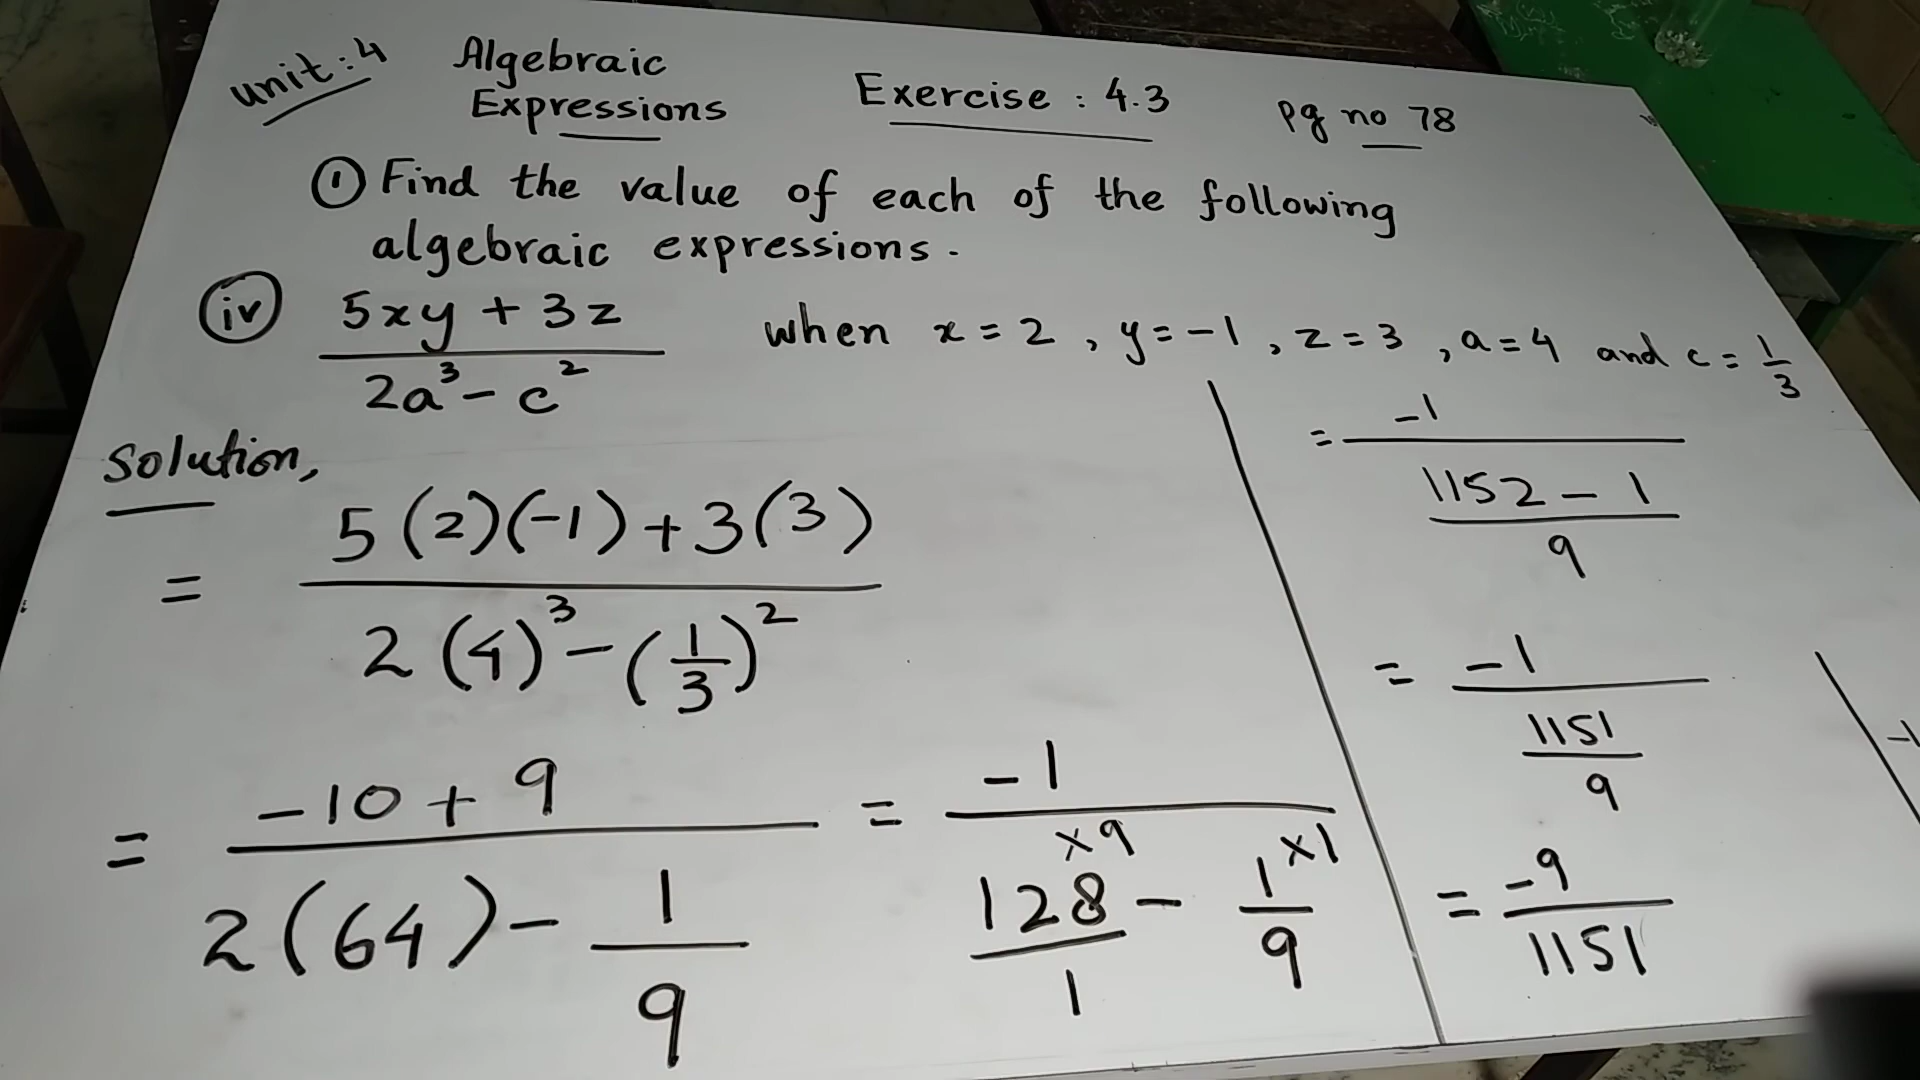 unit:4 Algebraic Expressions Exercise : 4.3 Pg no 78
① Find the value of each of the following
algebraic expressions.
(iv) 5xy + 3z / 2a³ - c² when x = 2 , y = -1 , z = 3 , a = 4 and c = 1/3
Solution,
= 5(2)(-1) + 3(3) / 2(4)³ - (1/3)²
= -10 + 9 / 2(64) - 1/9
= -1 / 128×9/1 - 1×1/9
= -1 / 1152 - 1 / 9
= -1 / 1151 / 9
= -9 / 1151